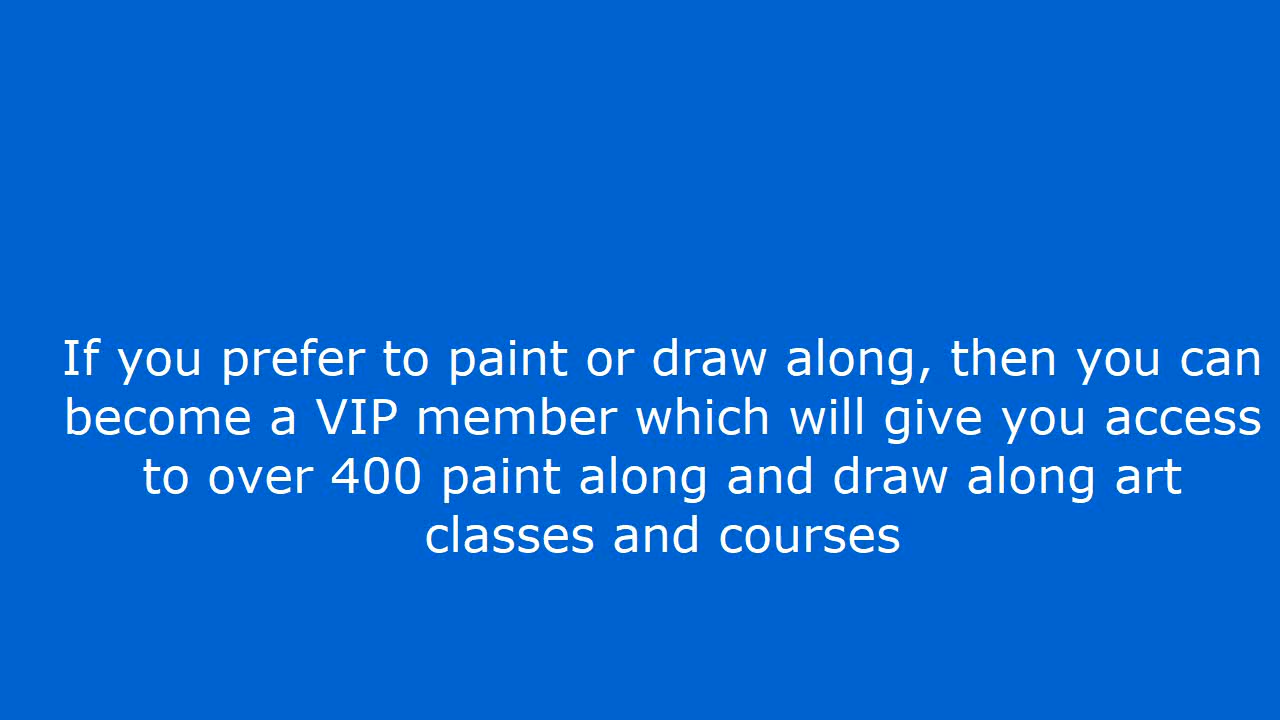 If you prefer to paint or draw along, then you can
become a VIP member which will give you access
to over 400 paint along and draw along art
classes and courses